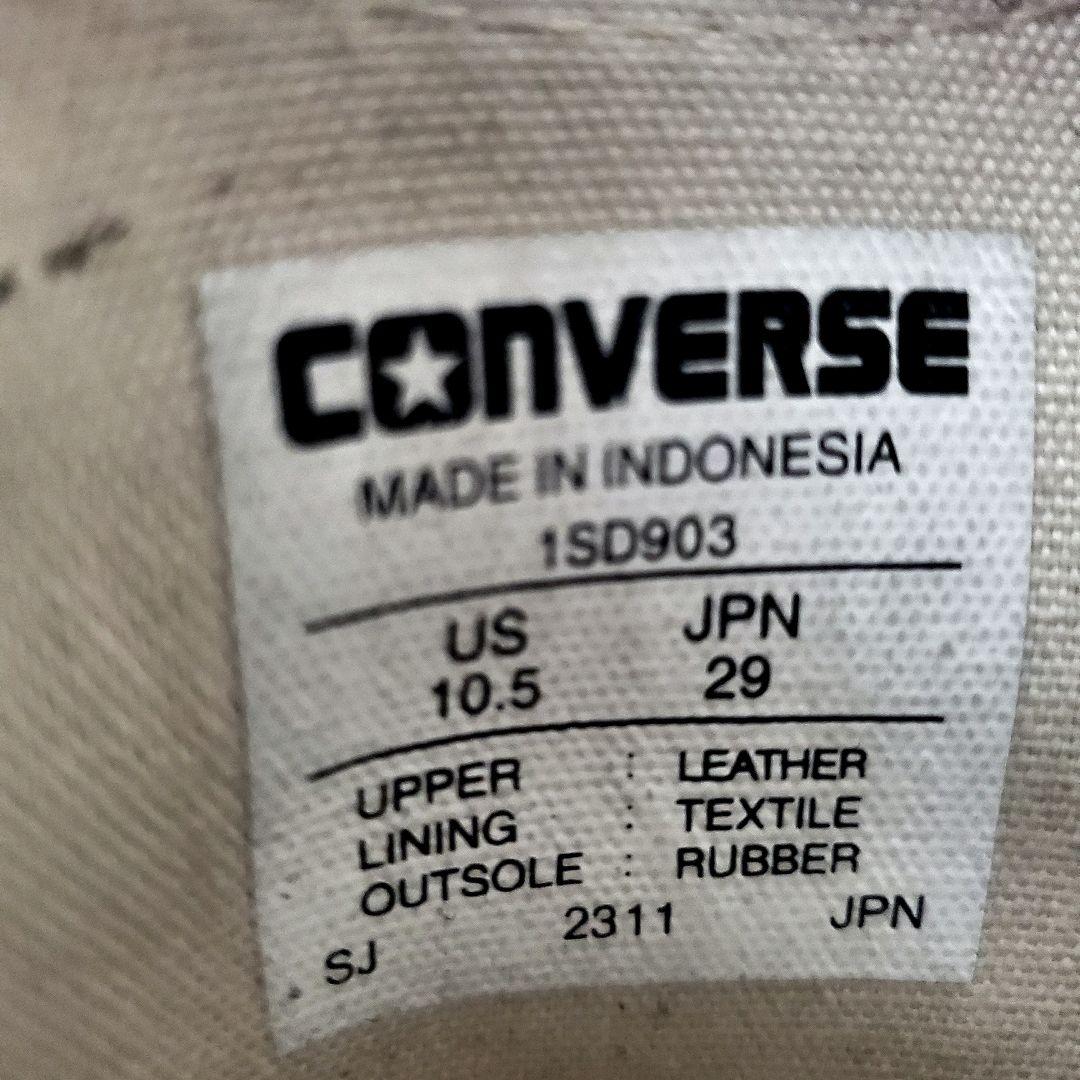 CONVERSE
MADE IN INDONESIA
1SD903
US JPN
10.5 29
UPPER : LEATHER
LINING : TEXTILE
OUTSOLE : RUBBER
SJ 2311 JPN